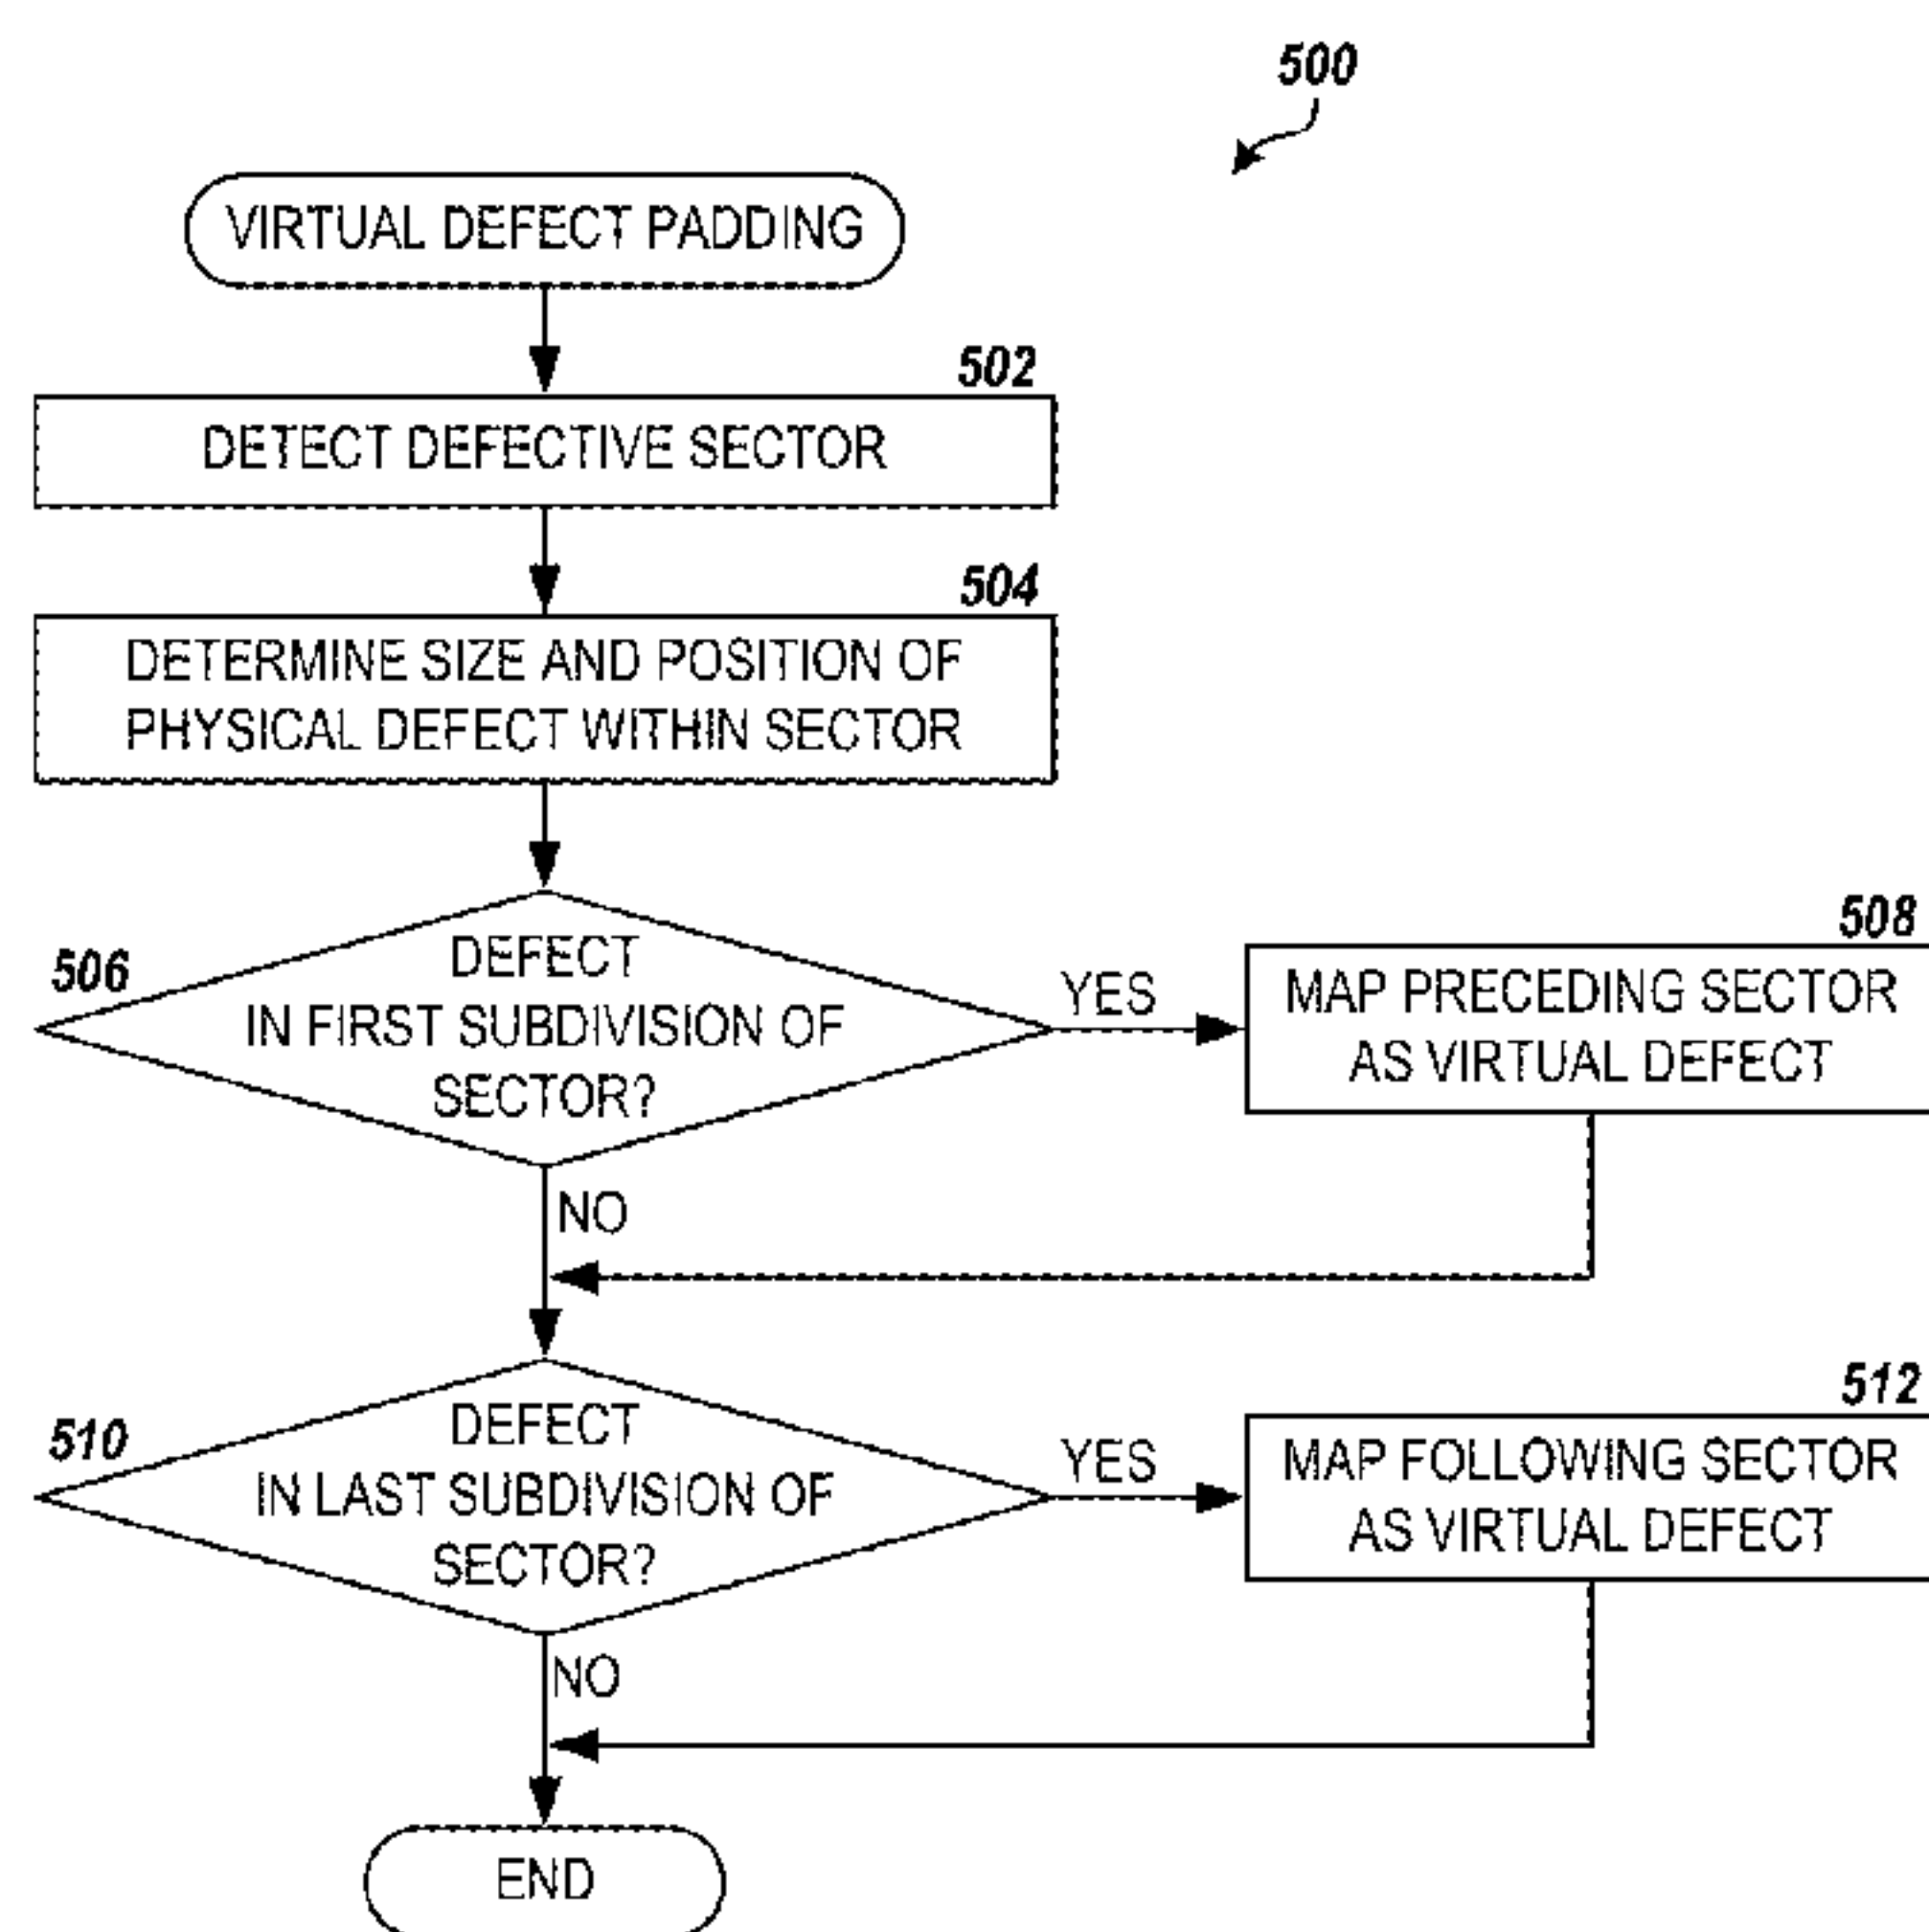 500
VIRTUAL DEFECT PADDING
502
DETECT DEFECTIVE SECTOR
504
DETERMINE SIZE AND POSITION OF
PHYSICAL DEFECT WITHIN SECTOR
506
DEFECT
IN FIRST SUBDIVISION OF
SECTOR?
YES
508
MAP PRECEDING SECTOR
AS VIRTUAL DEFECT
NO
510
DEFECT
IN LAST SUBDIVISION OF
SECTOR?
YES
512
MAP FOLLOWING SECTOR
AS VIRTUAL DEFECT
NO
END